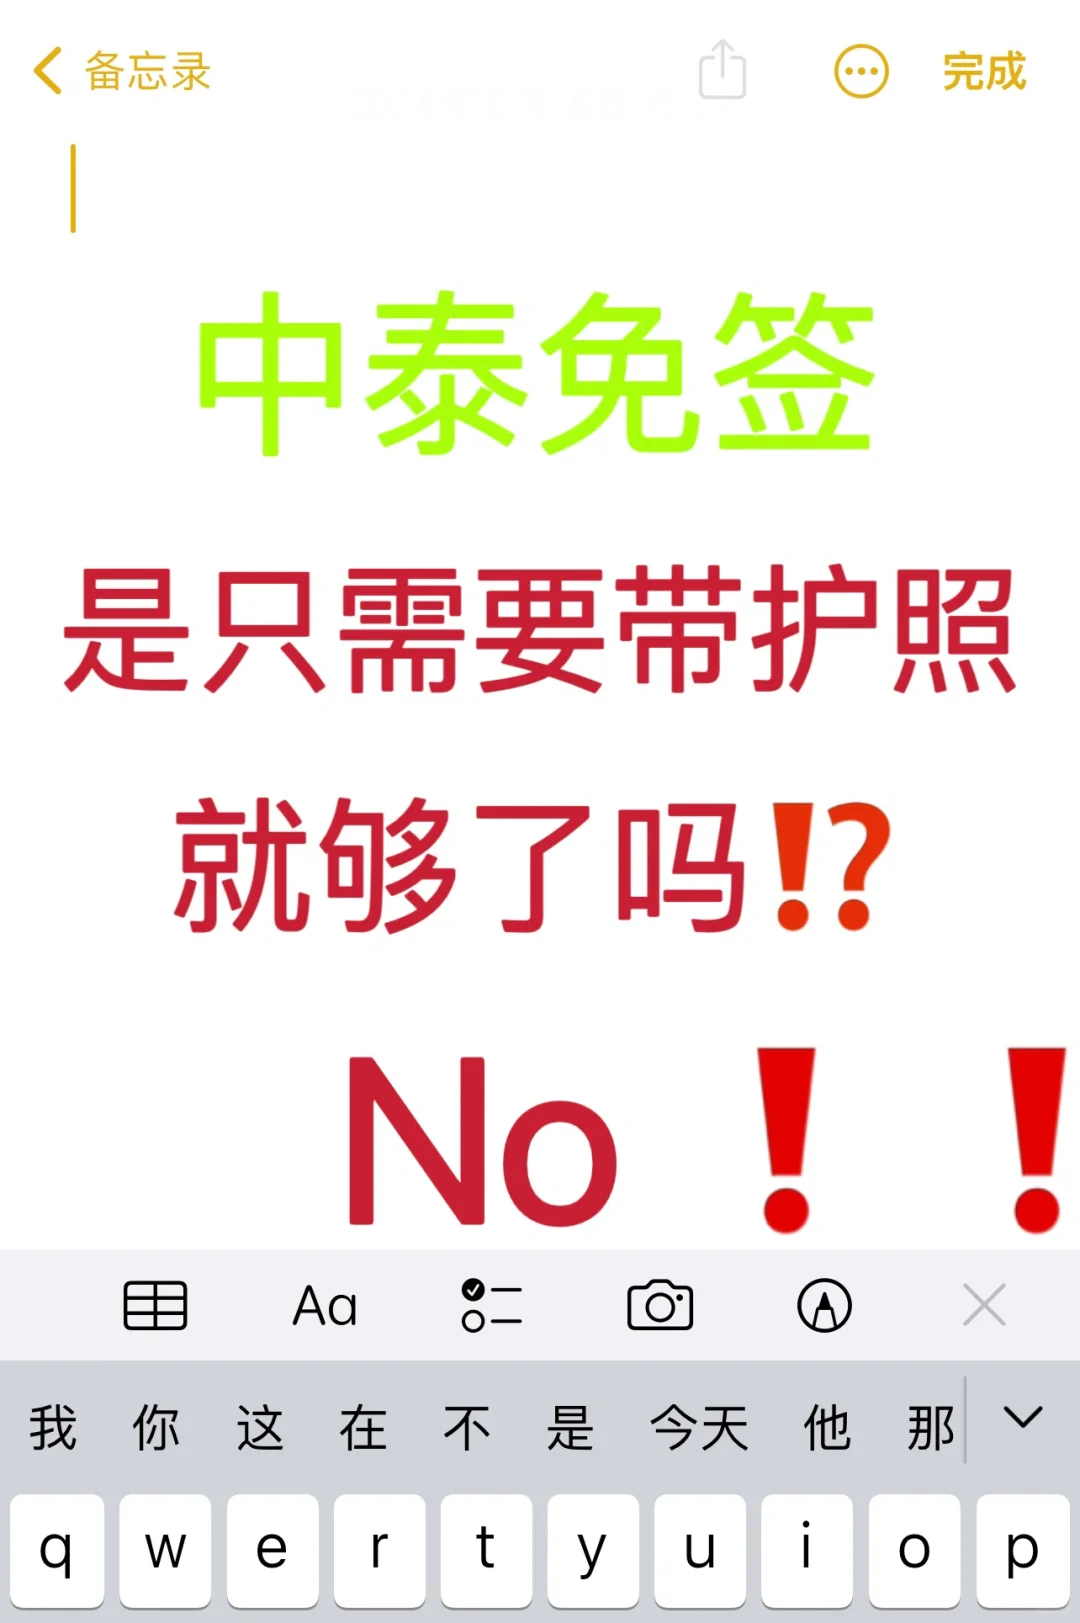 备忘录 完成
中泰免签
是只需要带护照
就够了吗⁉️
No❗❗
Aa
我 你 这 在 不 是 今天 他 那
q w e r t y u i o p